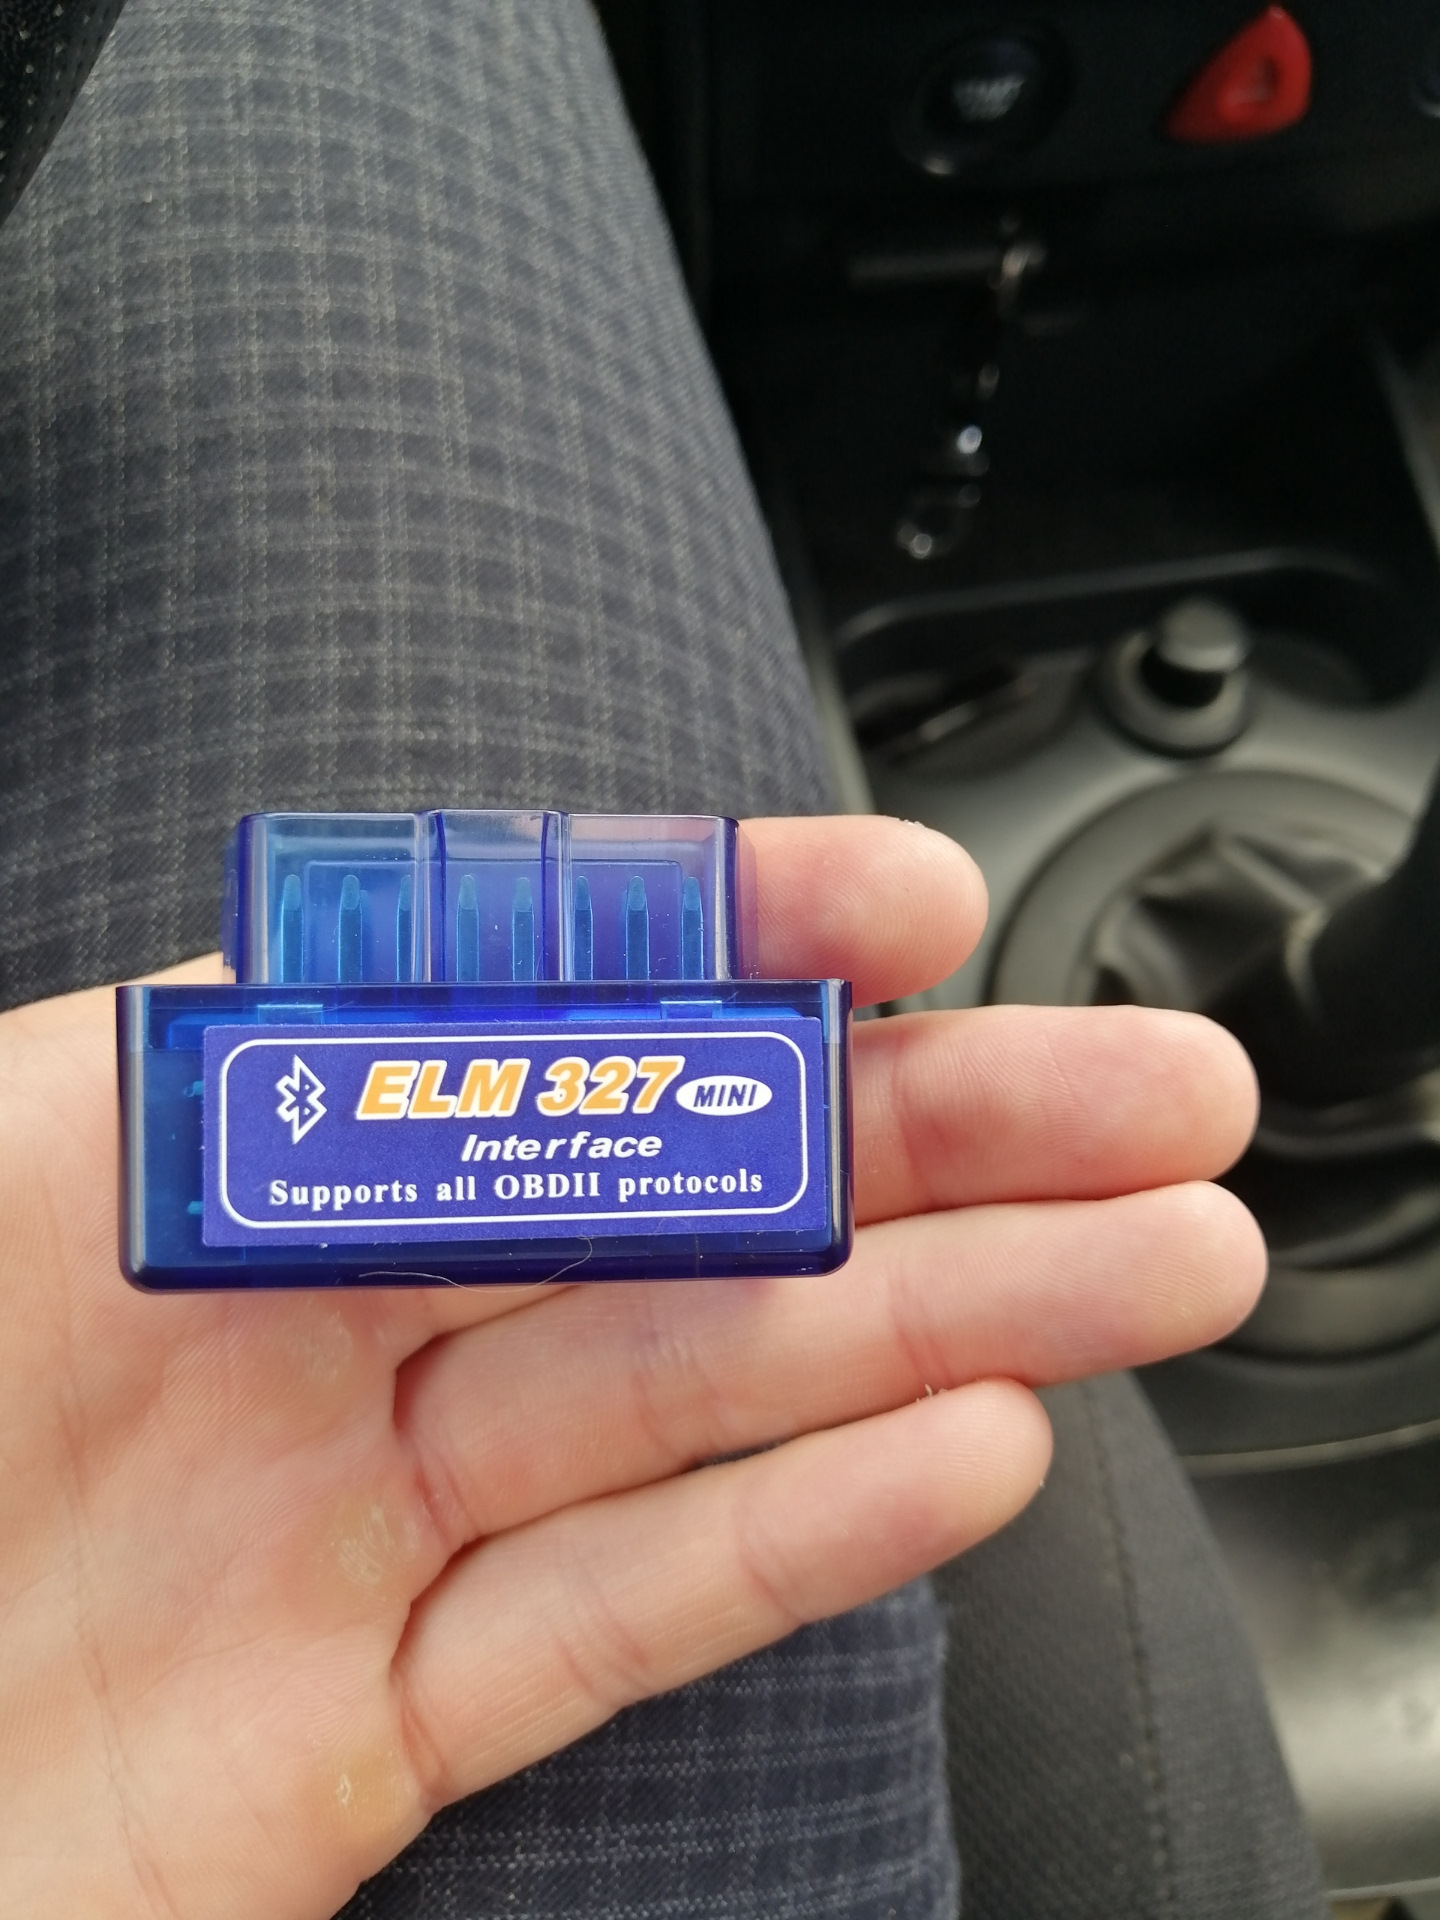 ELM 327 MINI
Interface
Supports all OBDII protocols